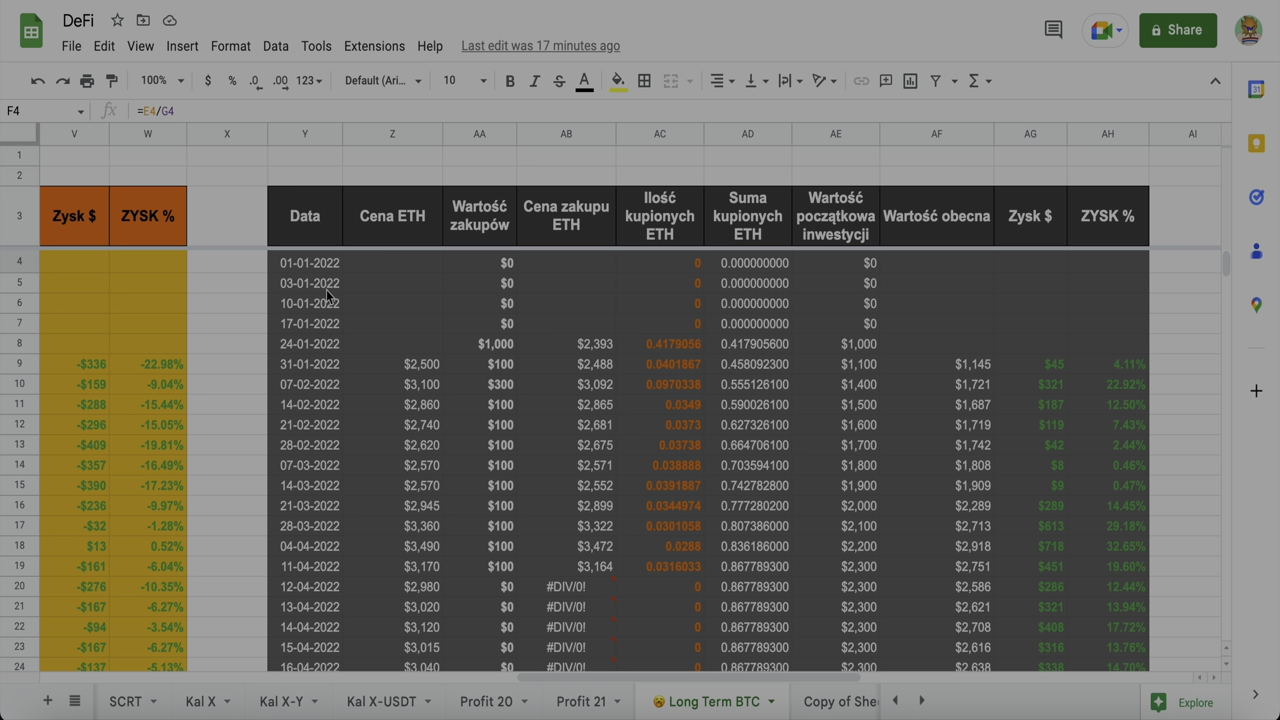 DeFi
File Edit View Insert Format Data Tools Extensions Help Last edit was 17 minutes ago
Share
100% $ % .0 .00 123 Default (Ari... 10 B I S A
F4 fx =E4/G4
V W X Y Z AA AB AC AD AE AF AG AH AI
1
2
3 Zysk $ ZYSK % Data Cena ETH Wartość zakupów Cena zakupu ETH Ilość kupionych ETH Suma kupionych ETH Wartość początkowa inwestycji Wartość obecna Zysk $ ZYSK %
4 01-01-2022 $0 0 0.000000000 $0
5 03-01-2022 $0 0 0.000000000 $0
6 10-01-2022 $0 0 0.000000000 $0
7 17-01-2022 $0 0 0.000000000 $0
8 24-01-2022 $1,000 $2,393 0.4179056 0.417905600 $1,000
9 -$336 -22.98% 31-01-2022 $2,500 $100 $2,488 0.0401867 0.458092300 $1,100 $1,145 $45 4.11%
10 -$159 -9.04% 07-02-2022 $3,100 $300 $3,092 0.0970338 0.555126100 $1,400 $1,721 $321 22.92%
11 -$288 -15.44% 14-02-2022 $2,860 $100 $2,865 0.0349 0.590026100 $1,500 $1,687 $187 12.50%
12 -$296 -15.05% 21-02-2022 $2,740 $100 $2,681 0.0373 0.627326100 $1,600 $1,719 $119 7.43%
13 -$409 -19.81% 28-02-2022 $2,620 $100 $2,675 0.03738 0.664706100 $1,700 $1,742 $42 2.44%
14 -$357 -16.49% 07-03-2022 $2,570 $100 $2,571 0.038888 0.703594100 $1,800 $1,808 $8 0.46%
15 -$390 -17.23% 14-03-2022 $2,570 $100 $2,552 0.0391887 0.742782800 $1,900 $1,909 $9 0.47%
16 -$236 -9.97% 21-03-2022 $2,945 $100 $2,899 0.0344974 0.777280200 $2,000 $2,289 $289 14.45%
17 -$32 -1.28% 28-03-2022 $3,360 $100 $3,322 0.0301058 0.807386000 $2,100 $2,713 $613 29.18%
18 $13 0.52% 04-04-2022 $3,490 $100 $3,472 0.0288 0.836186000 $2,200 $2,918 $718 32.65%
19 -$161 -6.04% 11-04-2022 $3,170 $100 $3,164 0.0316033 0.867789300 $2,300 $2,751 $451 19.60%
20 -$276 -10.35% 12-04-2022 $2,980 $0 #DIV/0! 0 0.867789300 $2,300 $2,586 $286 12.44%
21 -$167 -6.27% 13-04-2022 $3,020 $0 #DIV/0! 0 0.867789300 $2,300 $2,621 $321 13.94%
22 -$94 -3.54% 14-04-2022 $3,120 $0 #DIV/0! 0 0.867789300 $2,300 $2,708 $408 17.72%
23 -$167 -6.27% 15-04-2022 $3,015 $0 #DIV/0! 0 0.867789300 $2,300 $2,616 $316 13.76%
24 -$137 -5.13% 16-04-2022 $3,040 $0 #DIV/0! 0 0.867789300 $2,300 $2,638 $338 14.70%
SCRT Kal X Kal X-Y Kal X-USDT Profit 20 Profit 21 Long Term BTC Copy of She Explore